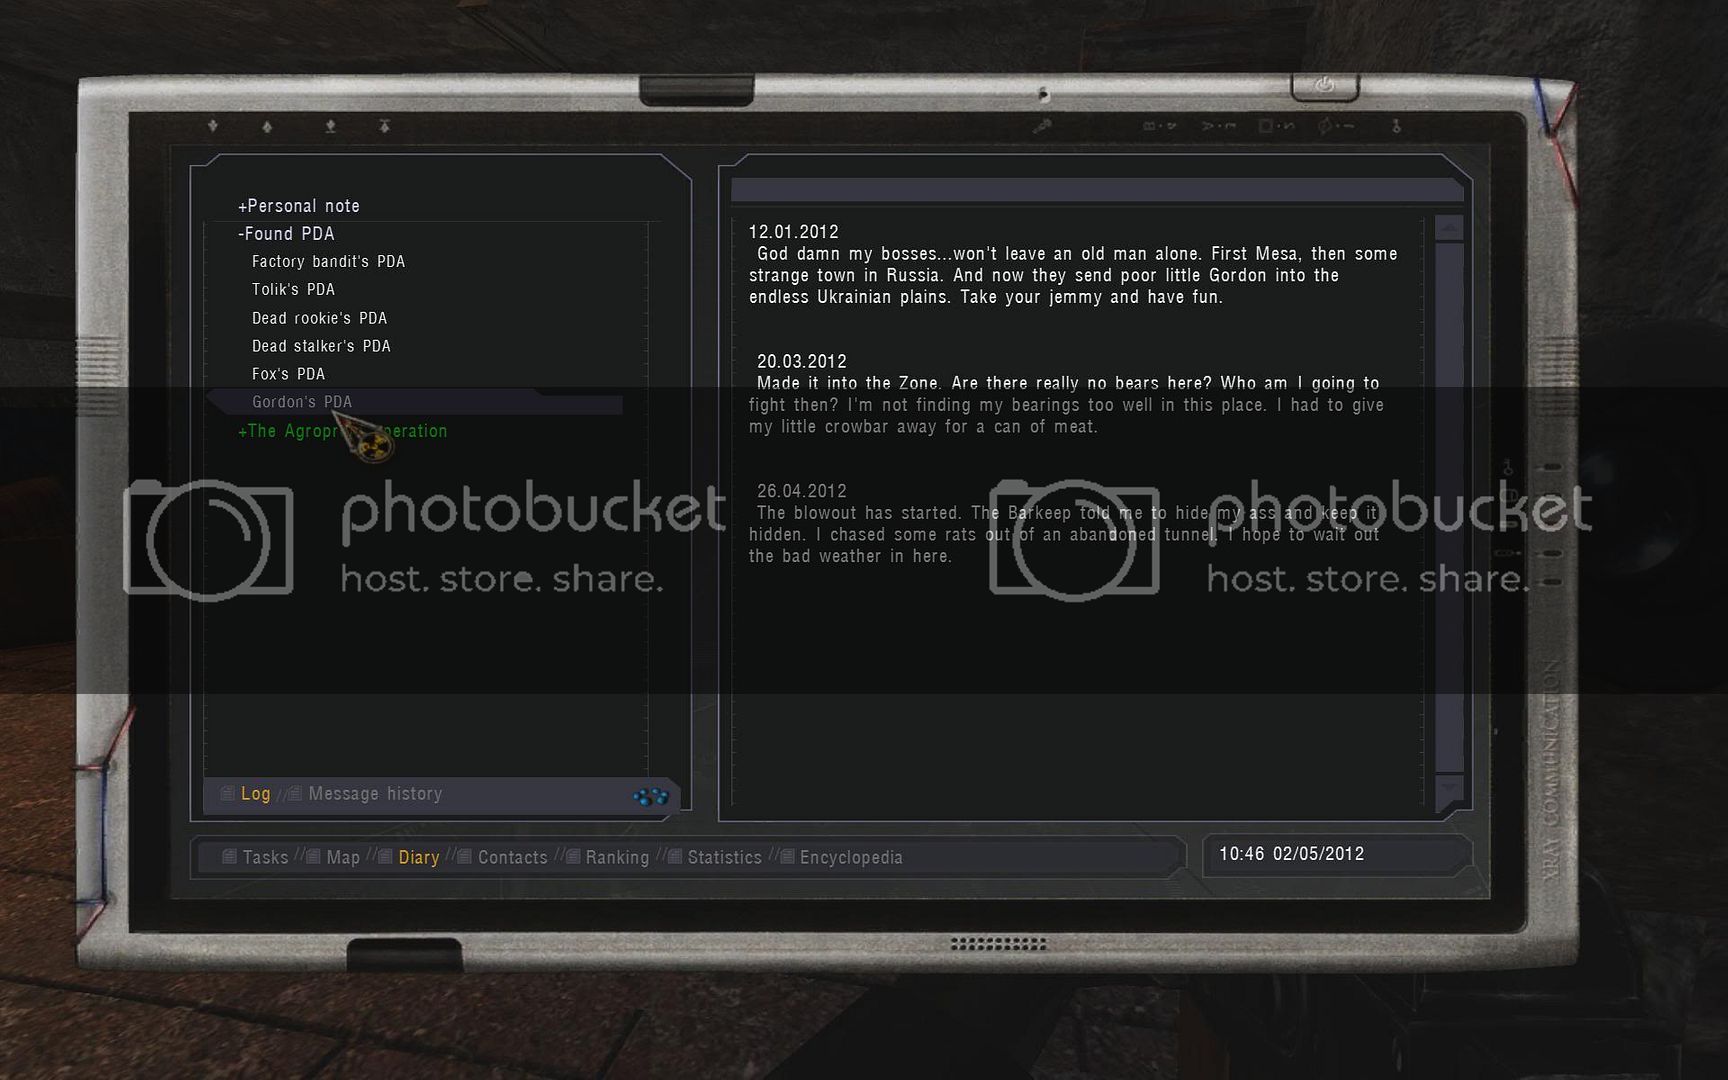 +Personal note
-Found PDA
Factory bandit's PDA
Tolik's PDA
Dead rookie's PDA
Dead stalker's PDA
Fox's PDA
Gordon's PDA
+The Agropr peration
Log // Message history
12.01.2012
God damn my bosses...won't leave an old man alone. First Mesa, then some
strange town in Russia. And now they send poor little Gordon into the
endless Ukrainian plains. Take your jemmy and have fun.
20.03.2012
Made it into the Zone. Are there really no bears here? Who am I going to
fight then? I'm not finding my bearings too well in this place. I had to give
my little crowbar away for a can of meat.
26.04.2012
The blowout has started. The Barkeep told me to hide my ass and keep it
hidden. I chased some rats out of an abandoned tunnel. I hope to wait out
the bad weather in here.
Tasks // Map // Diary // Contacts // Ranking // Statistics // Encyclopedia
10:46 02/05/2012
XRAY COMMUNICATION
photobucket
host. store. share.
photobucket
host. store. share.